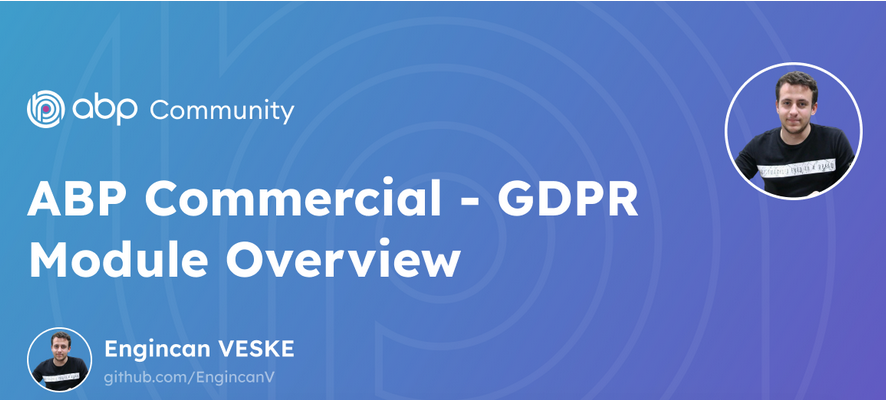 abp Community
ABP Commercial - GDPR
Module Overview
Engincan VESKE
github.com/EngincanV